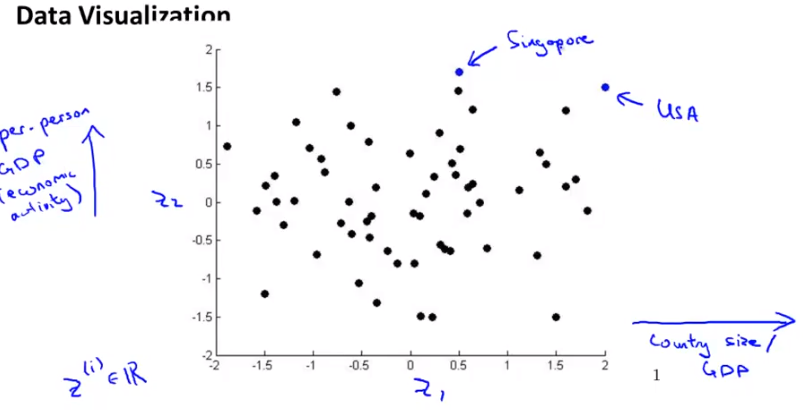 Data Visualization
Singapore
USA
per-person
GDP
(economic
activity)
z₂
2
1.5
1
0.5
0
-0.5
-1
-1.5
-2
-2 -1.5 -1 -0.5 0 0.5 1 1.5 2
z₁
z⁽ⁱ⁾ ∈ ℝ
country size/
GDP
1